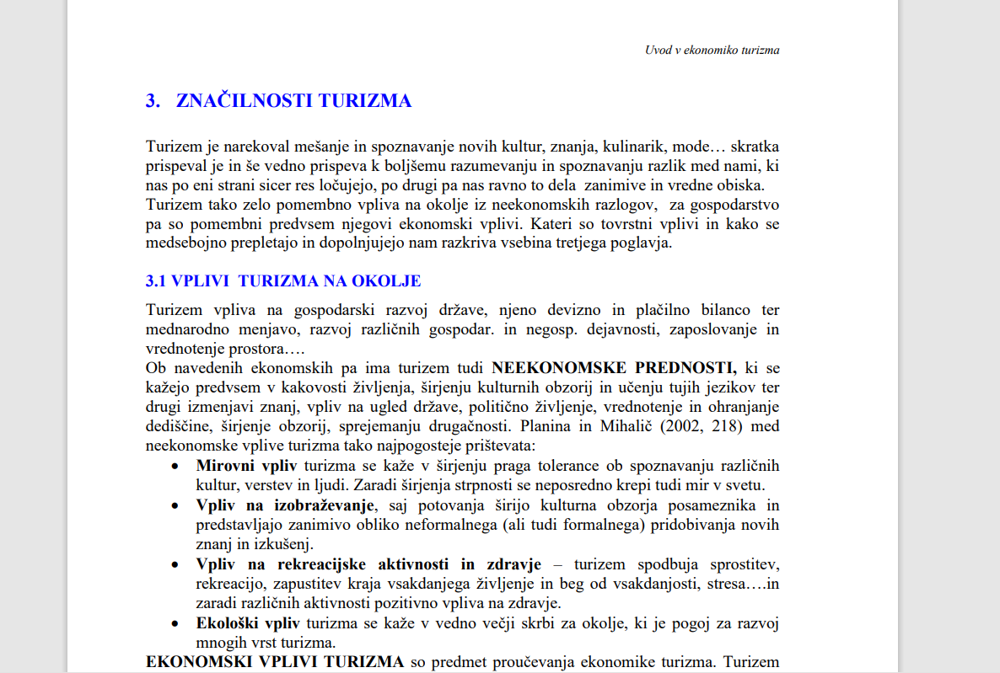 Uvod v ekonomiko turizma
3. ZNAČILNOSTI TURIZMA
Turizem je narekoval mešanje in spoznavanje novih kultur, znanja, kulinarik, mode… skratka
prispeval je in še vedno prispeva k boljšemu razumevanju in spoznavanju razlik med nami, ki
nas po eni strani sicer res ločujejo, po drugi pa nas ravno to dela zanimive in vredne obiska.
Turizem tako zelo pomembno vpliva na okolje iz neekonomskih razlogov, za gospodarstvo
pa so pomembni predvsem njegovi ekonomski vplivi. Kateri so tovrstni vplivi in kako se
medsebojno prepletajo in dopolnjujejo nam razkriva vsebina tretjega poglavja.
3.1 VPLIVI TURIZMA NA OKOLJE
Turizem vpliva na gospodarski razvoj države, njeno devizno in plačilno bilanco ter
mednarodno menjavo, razvoj različnih gospodar. in negosp. dejavnosti, zaposlovanje in
vrednotenje prostora….
Ob navedenih ekonomskih pa ima turizem tudi NEEKONOMSKE PREDNOSTI, ki se
kažejo predvsem v kakovosti življenja, širjenju kulturnih obzorij in učenju tujih jezikov ter
drugi izmenjavi znanj, vpliv na ugled države, politično življenje, vrednotenje in ohranjanje
dediščine, širjenje obzorij, sprejemanju drugačnosti. Planina in Mihalič (2002, 218) med
neekonomske vplive turizma tako najpogosteje prištevata:
• Mirovni vpliv turizma se kaže v širjenju praga tolerance ob spoznavanju različnih
kultur, verstev in ljudi. Zaradi širjenja strpnosti se neposredno krepi tudi mir v svetu.
• Vpliv na izobraževanje, saj potovanja širijo kulturna obzorja posameznika in
predstavljajo zanimivo obliko neformalnega (ali tudi formalnega) pridobivanja novih
znanj in izkušenj.
• Vpliv na rekreacijske aktivnosti in zdravje – turizem spodbuja sprostitev,
rekreacijo, zapustitev kraja vsakdanjega življenje in beg od vsakdanjosti, stresa….in
zaradi različnih aktivnosti pozitivno vpliva na zdravje.
• Ekološki vpliv turizma se kaže v vedno večji skrbi za okolje, ki je pogoj za razvoj
mnogih vrst turizma.
EKONOMSKI VPLIVI TURIZMA so predmet proučevanja ekonomike turizma. Turizem